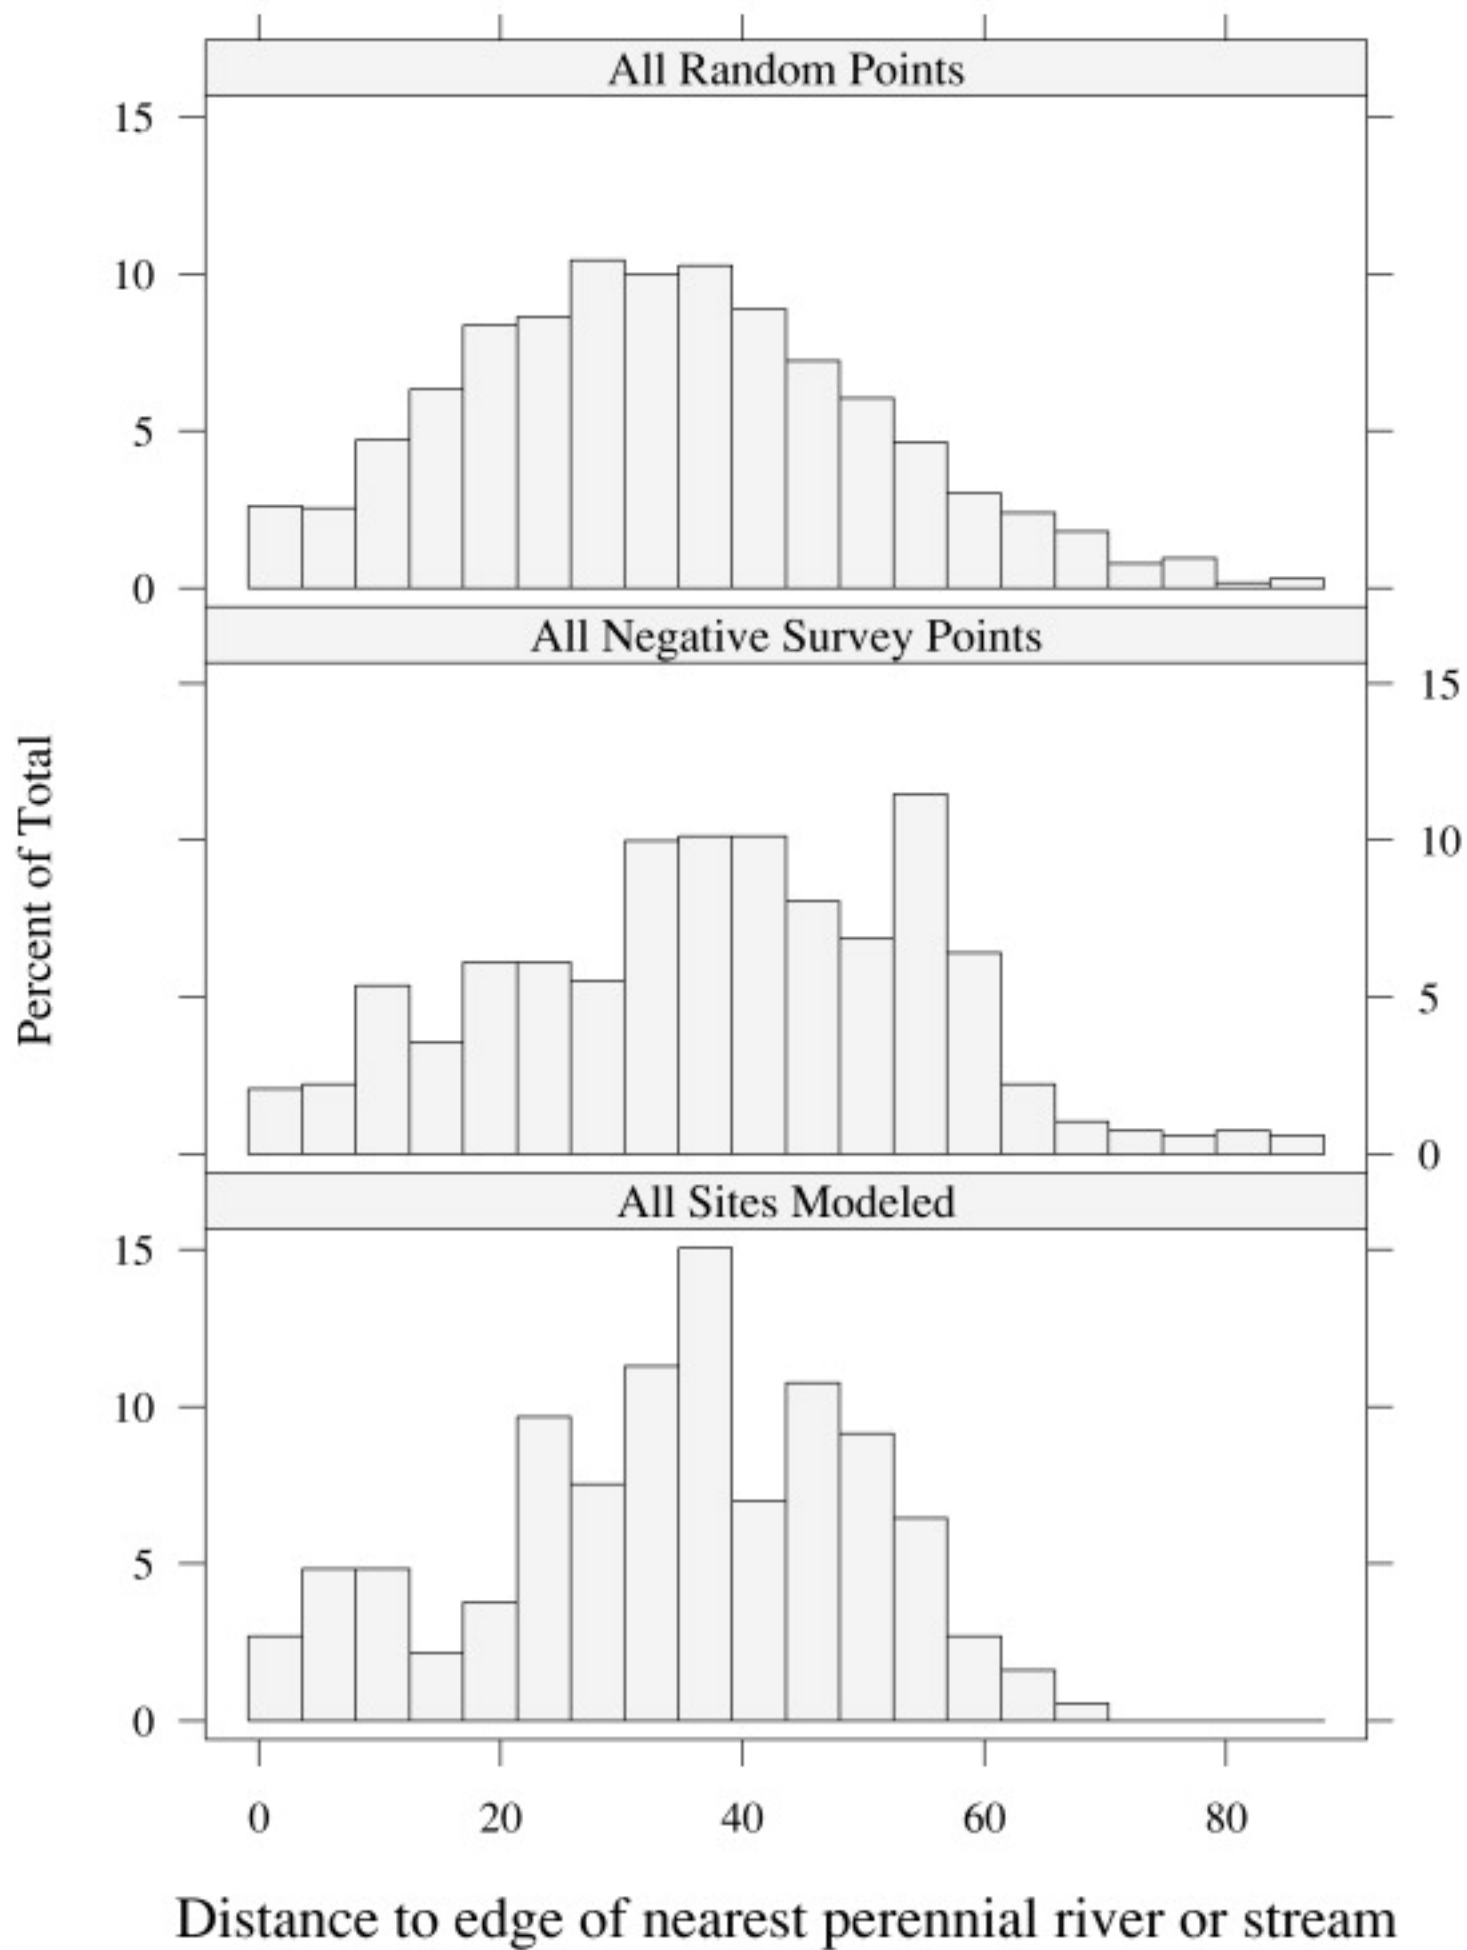 All Random Points
15
10
5
0
All Negative Survey Points
15
10
5
0
Percent of Total
All Sites Modeled
15
10
5
0
0 20 40 60 80
Distance to edge of nearest perennial river or stream